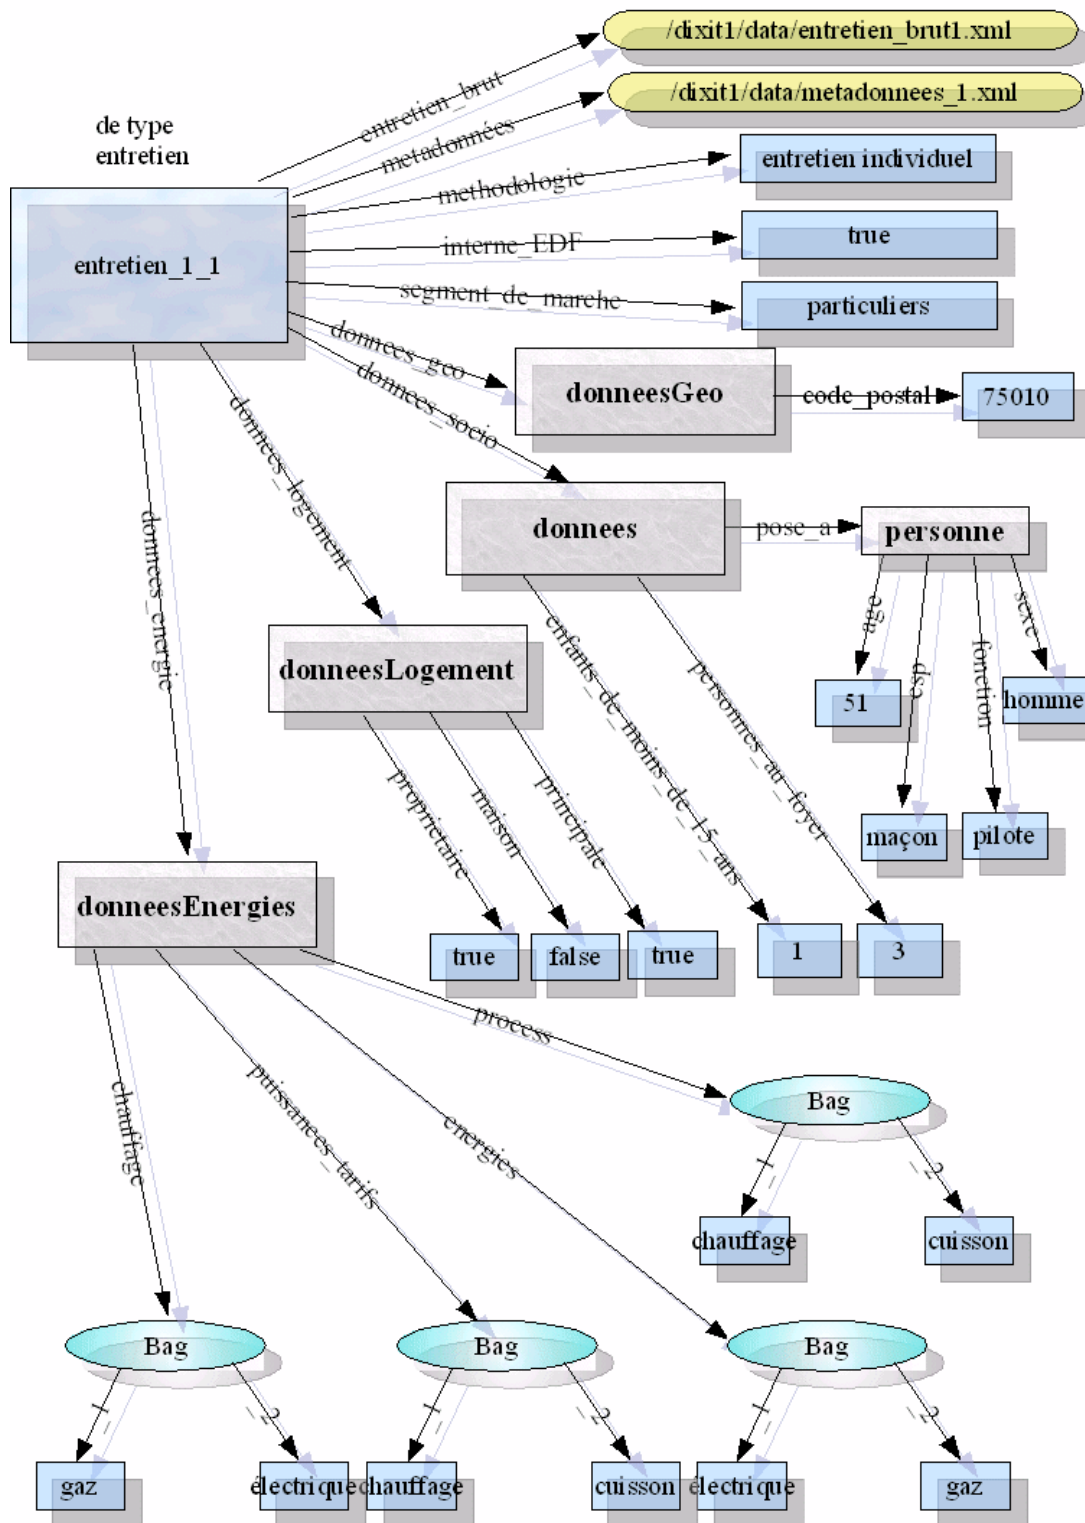 /dixit1/data/entretien_brut1.xml
entretien_brut
/dixit1/data/metadonnees_1.xml
metadonnées
de type
entretien
methodologie
entretien individuel
entretien_1_1
interne_EDF
true
segment_de_marche
particuliers
donnees_geo
donneesGeo
code_postal
75010
donnees_socio
donnees
pose_a
personne
donnees_logement
donnees_energie
age
csp
fonction
sexe
51
homme
maçon
pilote
donneesLogement
enfants_de_moins_de_15_ans
personnes_au_foyer
proprietaire
maison
principale
donneesEnergies
true
false
true
1
3
process
chauffage
puissances_tarifs
energies
Bag
_1
_2
chauffage
cuisson
Bag
Bag
Bag
_1
_2
_1
_2
_1
_2
gaz
électrique
chauffage
cuisson
électrique
gaz